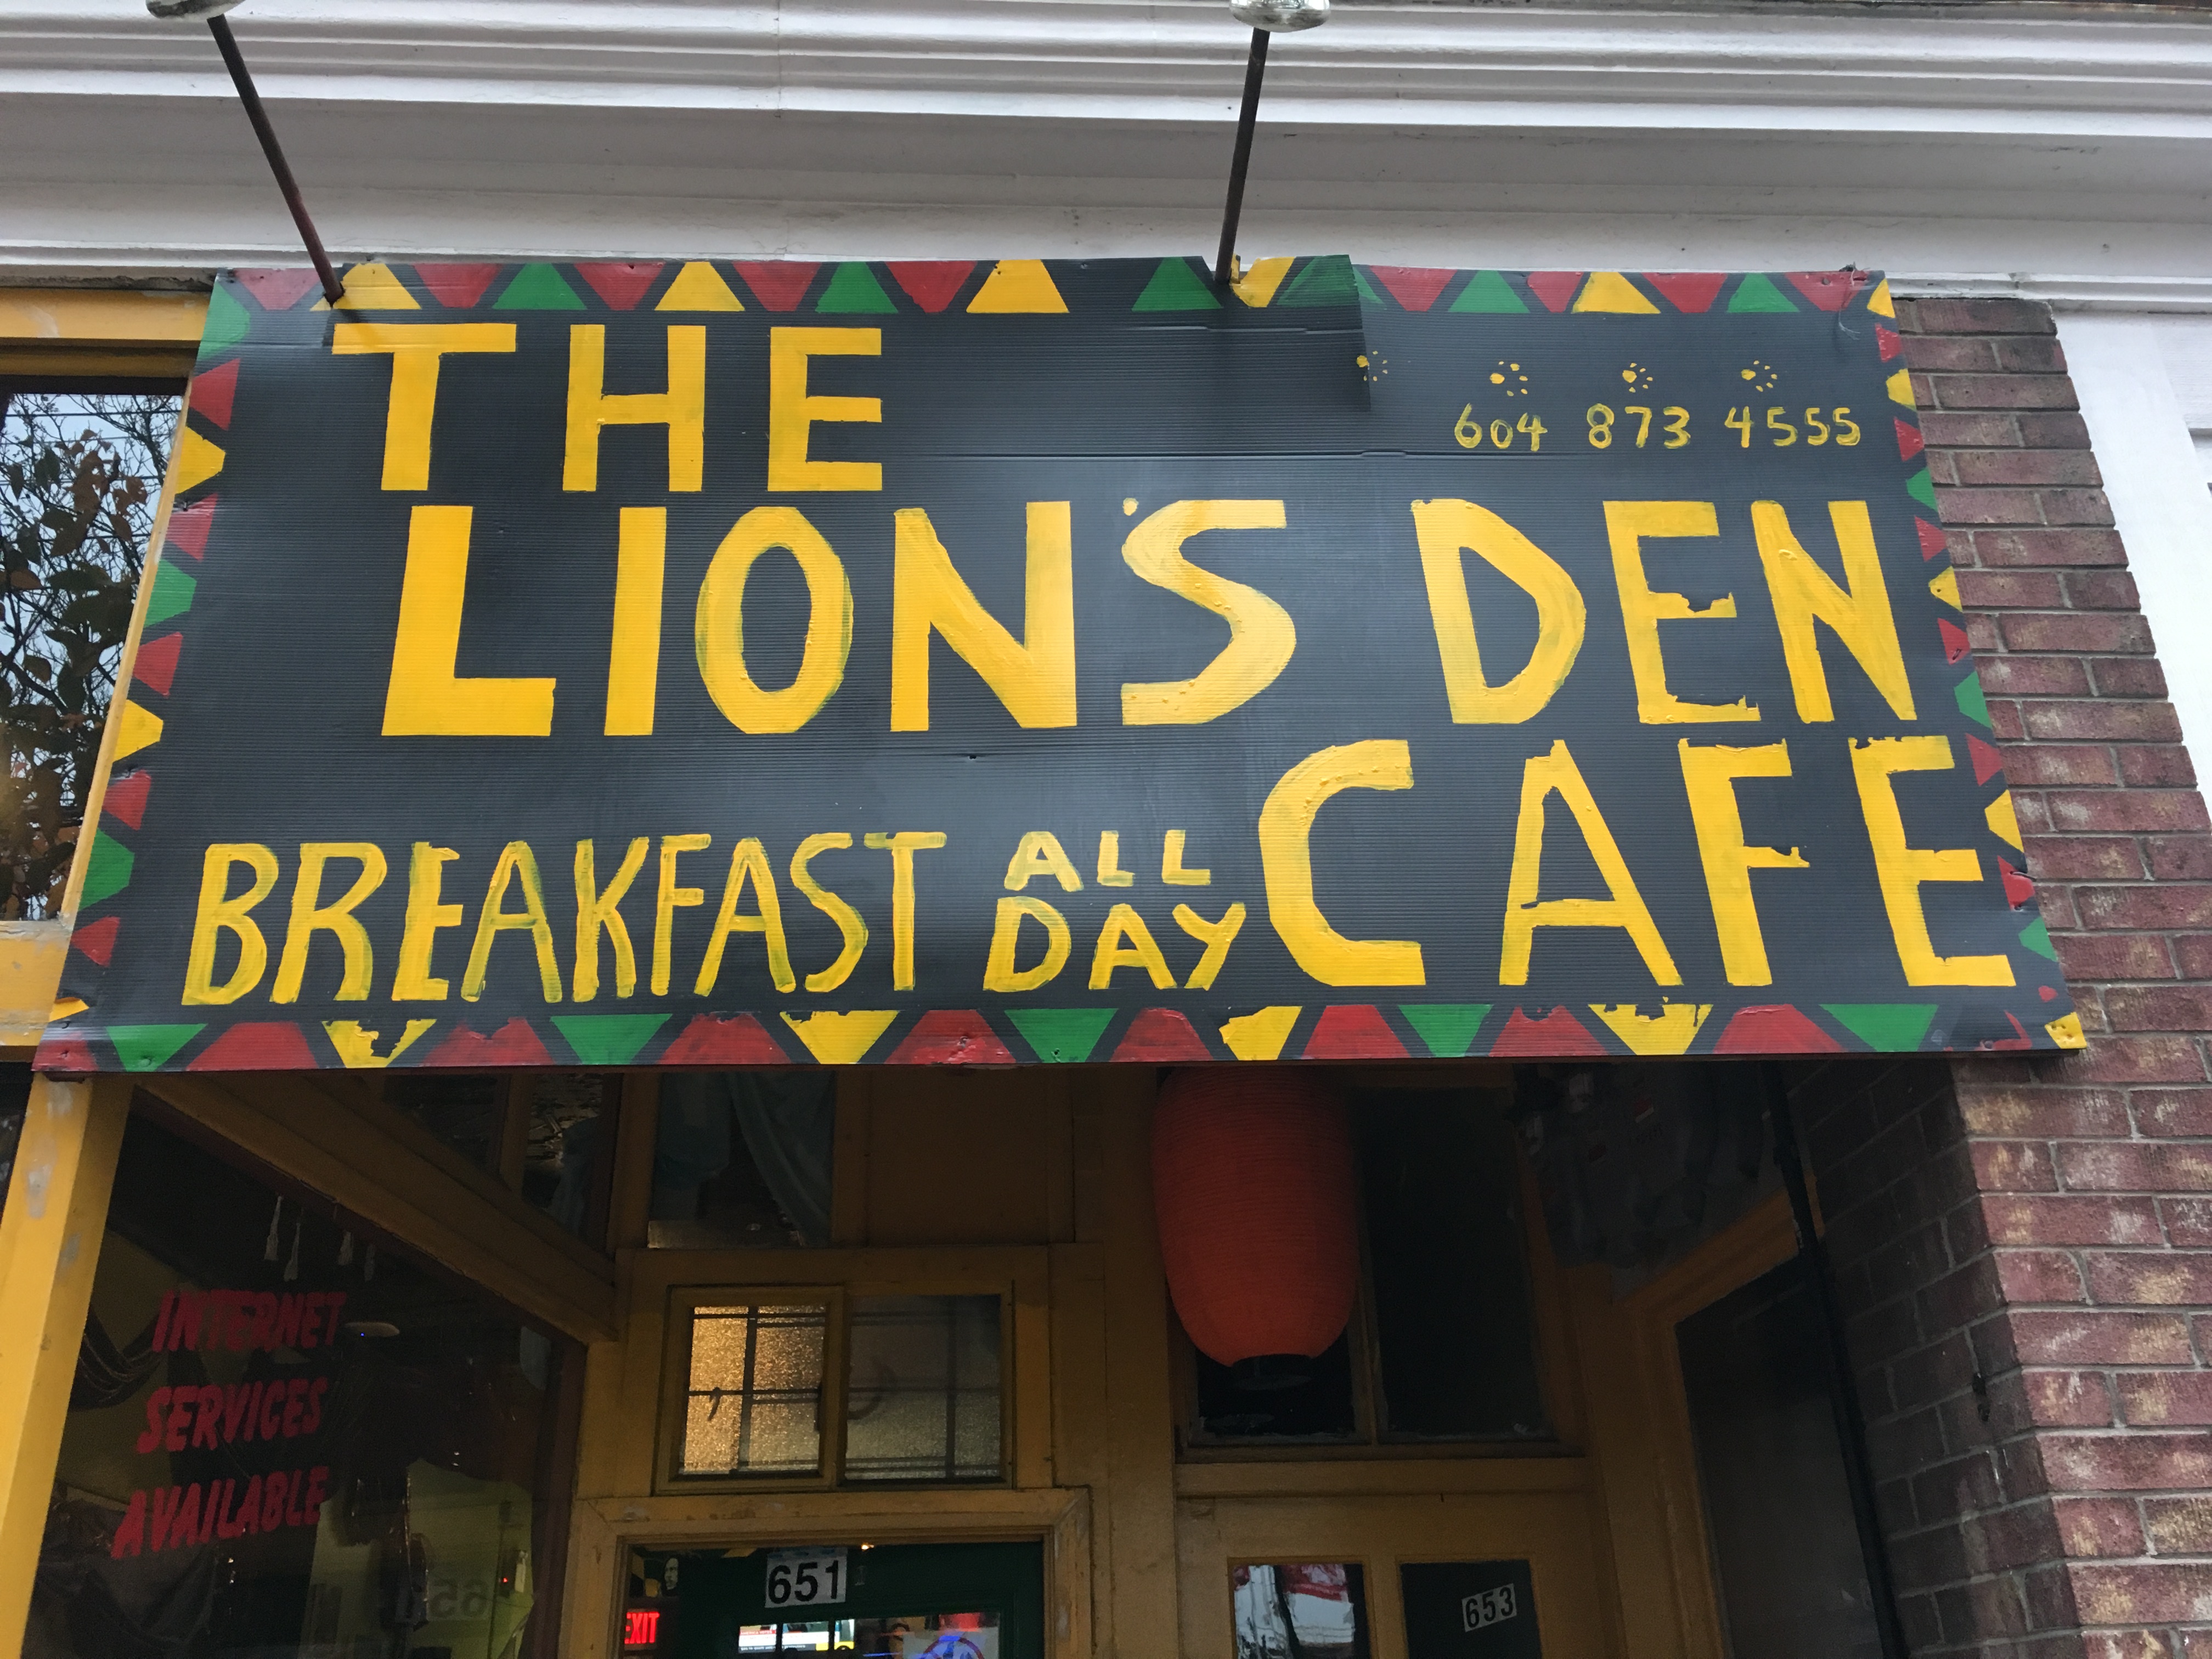 THE
604 873 4555
LION'S DEN
CAFE
BREAKFAST ALL
DAY
INTERNET
SERVICES
AVAILABLE
651
653
EXIT